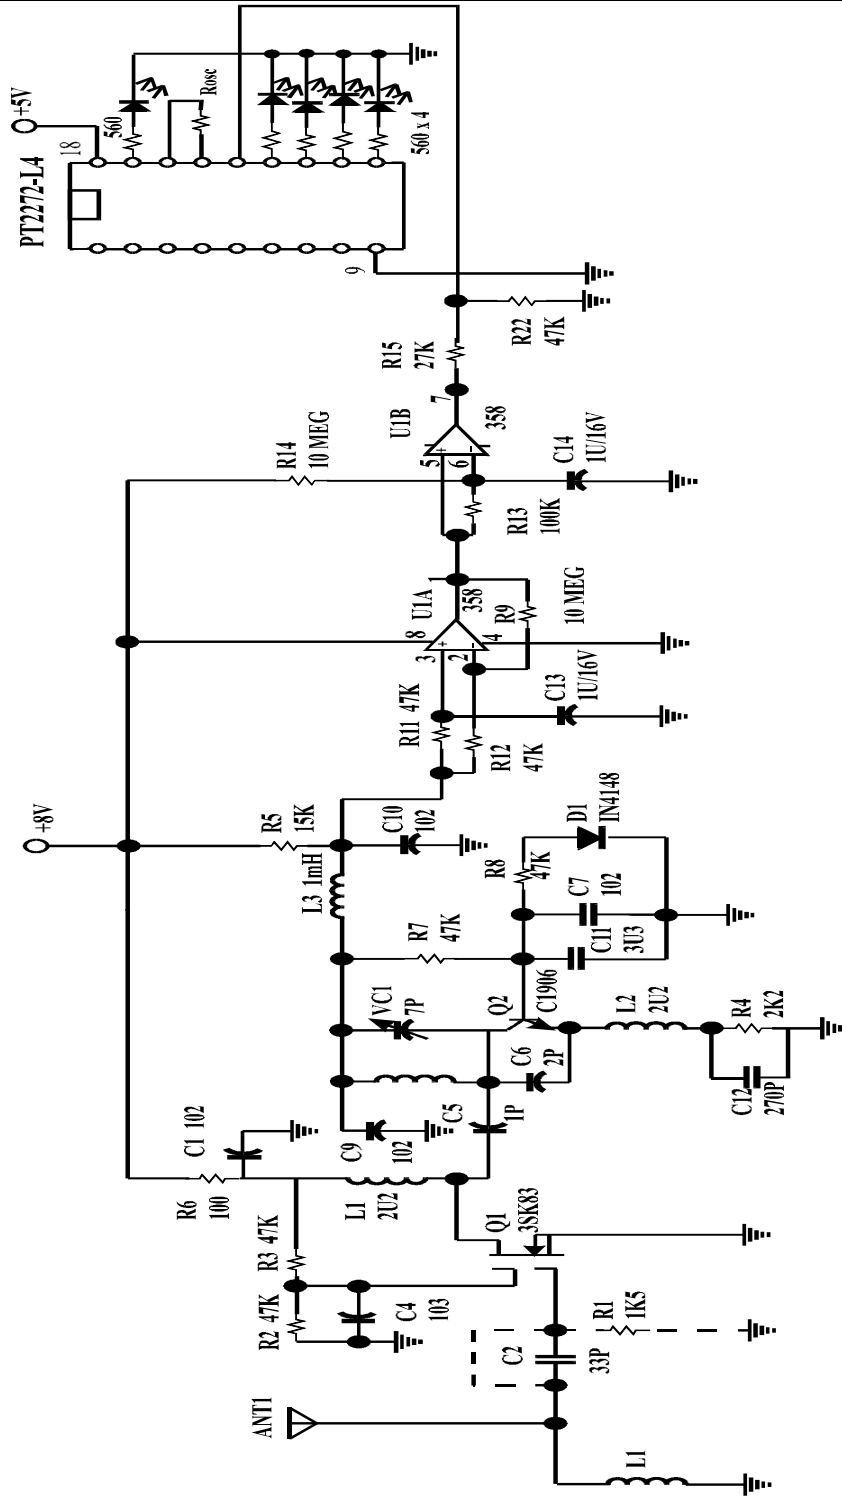 +5V
PT2272-L4
18
560
Rosc
560 x 4
9
R22
47K
R15
27K
7
U1B
358
5
6
+
-
R14
10 MEG
C14
1U/16V
R13
100K
U1A
358
8
3
2
4
+
-
R9
10 MEG
R11 47K
C13
1U/16V
R12
47K
+8V
R5
15K
C10
102
L3 1mH
R8
47K
D1
IN4148
C7
102
C11
3U3
R7
47K
VC1
7P
Q2
C1906
L2
2U2
R4
2K2
C12
270P
C6
2P
C5
1P
C9
102
C1 102
R6
100
L1
2U2
Q1
3SK83
R3 47K
R2 47K
C4
103
R1
1K5
C2
33P
ANT1
L1